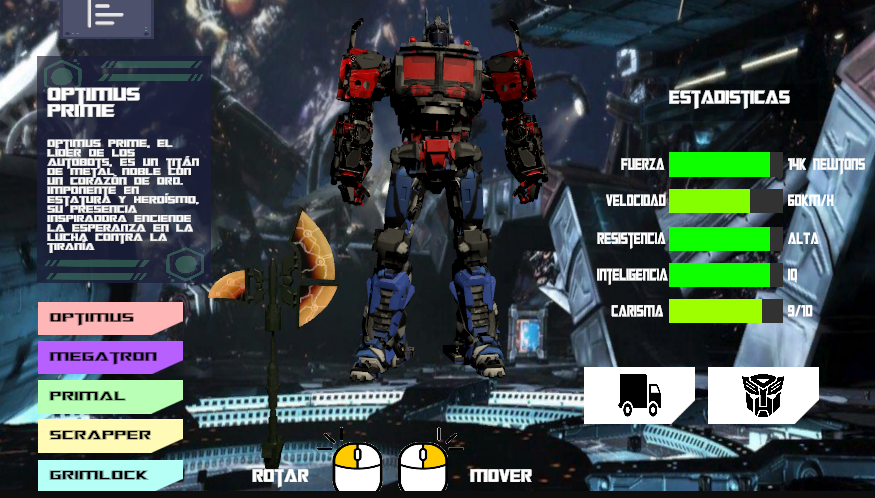 OPTIMUS
PRIME
OPTIMUS PRIME, EL
LIDER DE LOS
AUTOBOTS, ES UN TITÁN
DE METAL NOBLE CON
UN CORAZÓN DE ORO.
IMPONENTE EN
ESTATURA Y HEROÍSMO,
SU PRESENCIA
INSPIRADORA ENCIENDE
LA ESPERANZA EN LA
LUCHA CONTRA LA
TIRANÍA
OPTIMUS
MEGATRON
PRIMAL
SCRAPPER
GRIMLOCK
ROTAR
MOVER
ESTADISTICAS
FUERZA 14K NEWTONS
VELOCIDAD 60KM/H
RESISTENCIA ALTA
INTELIGENCIA IQ
CARISMA 9/10